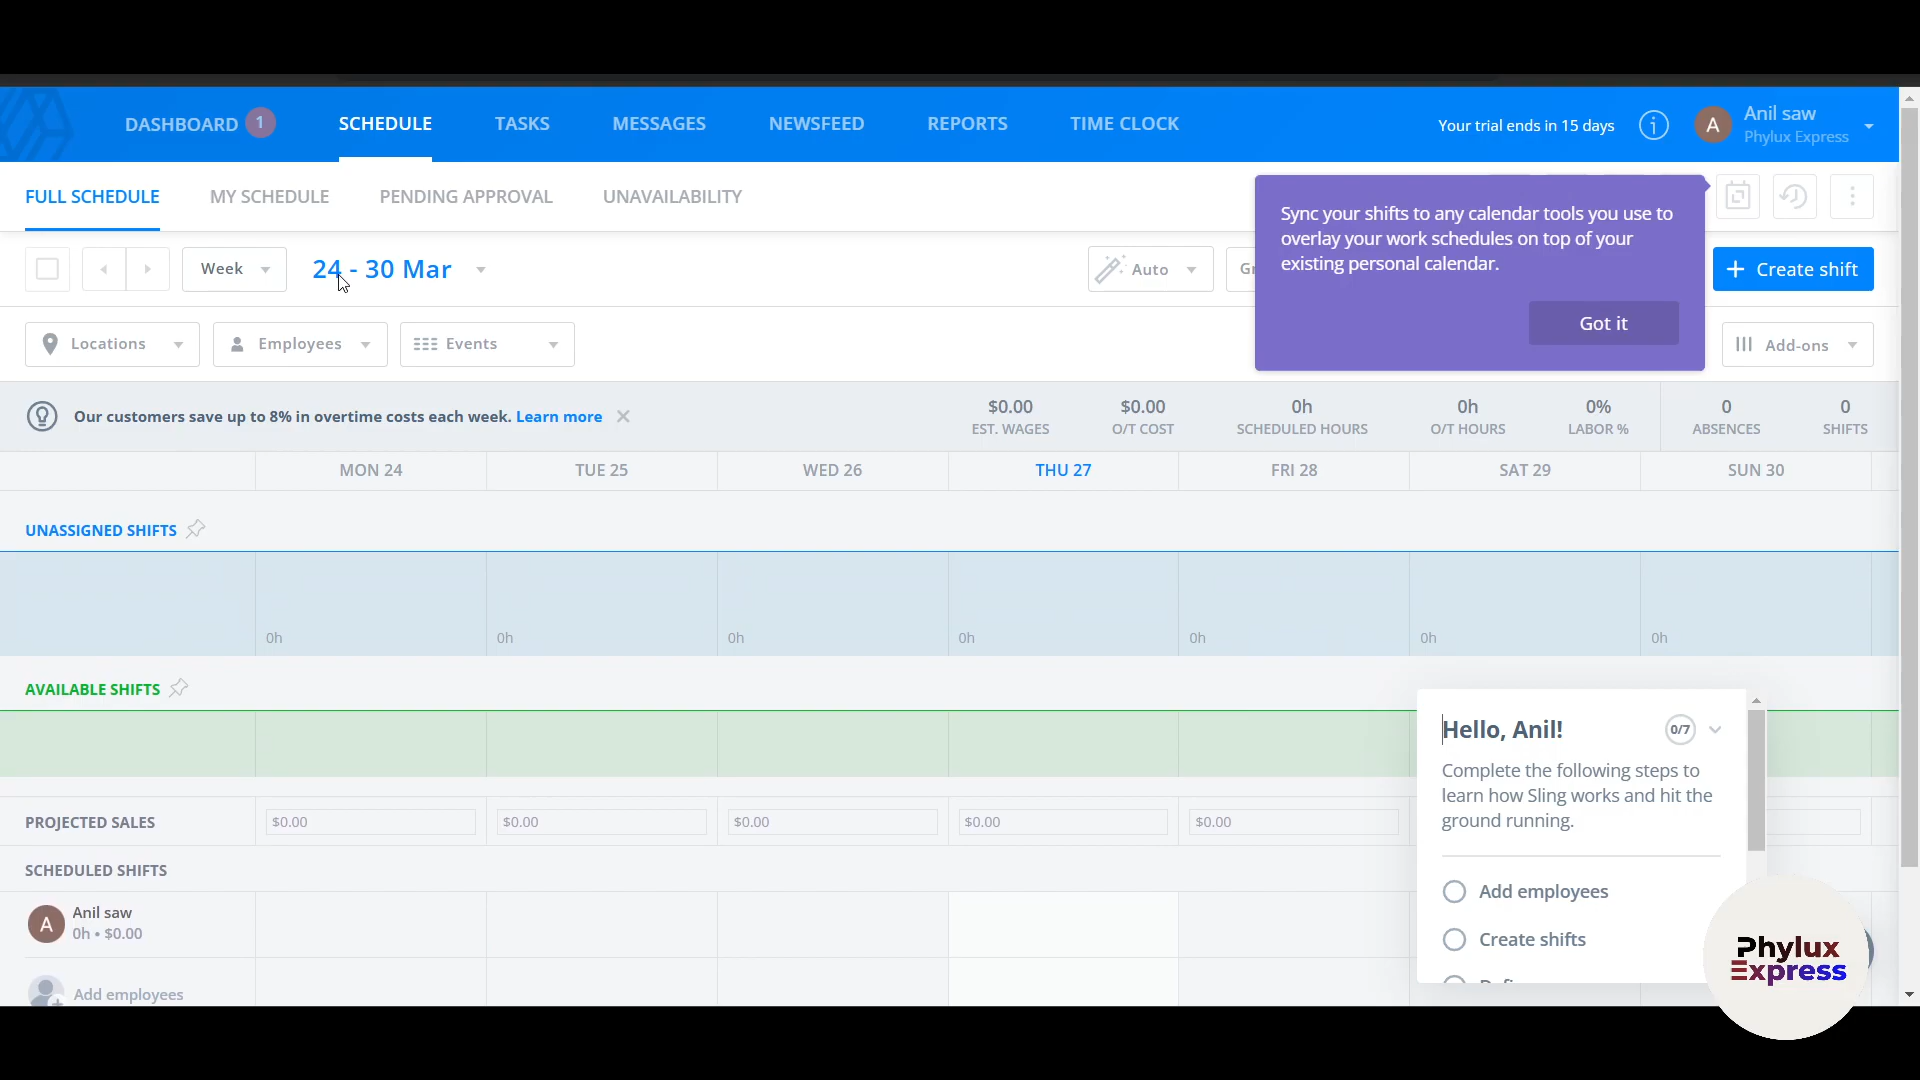 DASHBOARD 1 SCHEDULE TASKS MESSAGES NEWSFEED REPORTS TIME CLOCK
Your trial ends in 15 days
A
Anil saw
Phylux Express
FULL SCHEDULE MY SCHEDULE PENDING APPROVAL UNAVAILABILITY
Sync your shifts to any calendar tools you use to
overlay your work schedules on top of your
existing personal calendar.
Got it
Week 24 - 30 Mar Auto Gr + Create shift
Locations Employees Events Add-ons
Our customers save up to 8% in overtime costs each week. Learn more
$0.00 $0.00 0h 0h 0% 0 0
EST. WAGES O/T COST SCHEDULED HOURS O/T HOURS LABOR % ABSENCES SHIFTS
MON 24 TUE 25 WED 26 THU 27 FRI 28 SAT 29 SUN 30
UNASSIGNED SHIFTS
0h 0h 0h 0h 0h 0h 0h
AVAILABLE SHIFTS
Hello, Anil! 0/7
Complete the following steps to
learn how Sling works and hit the
ground running.
Add employees
Create shifts
PROJECTED SALES $0.00 $0.00 $0.00 $0.00 $0.00
SCHEDULED SHIFTS
A
Anil saw
0h • $0.00
Add employees
Phylux
Express